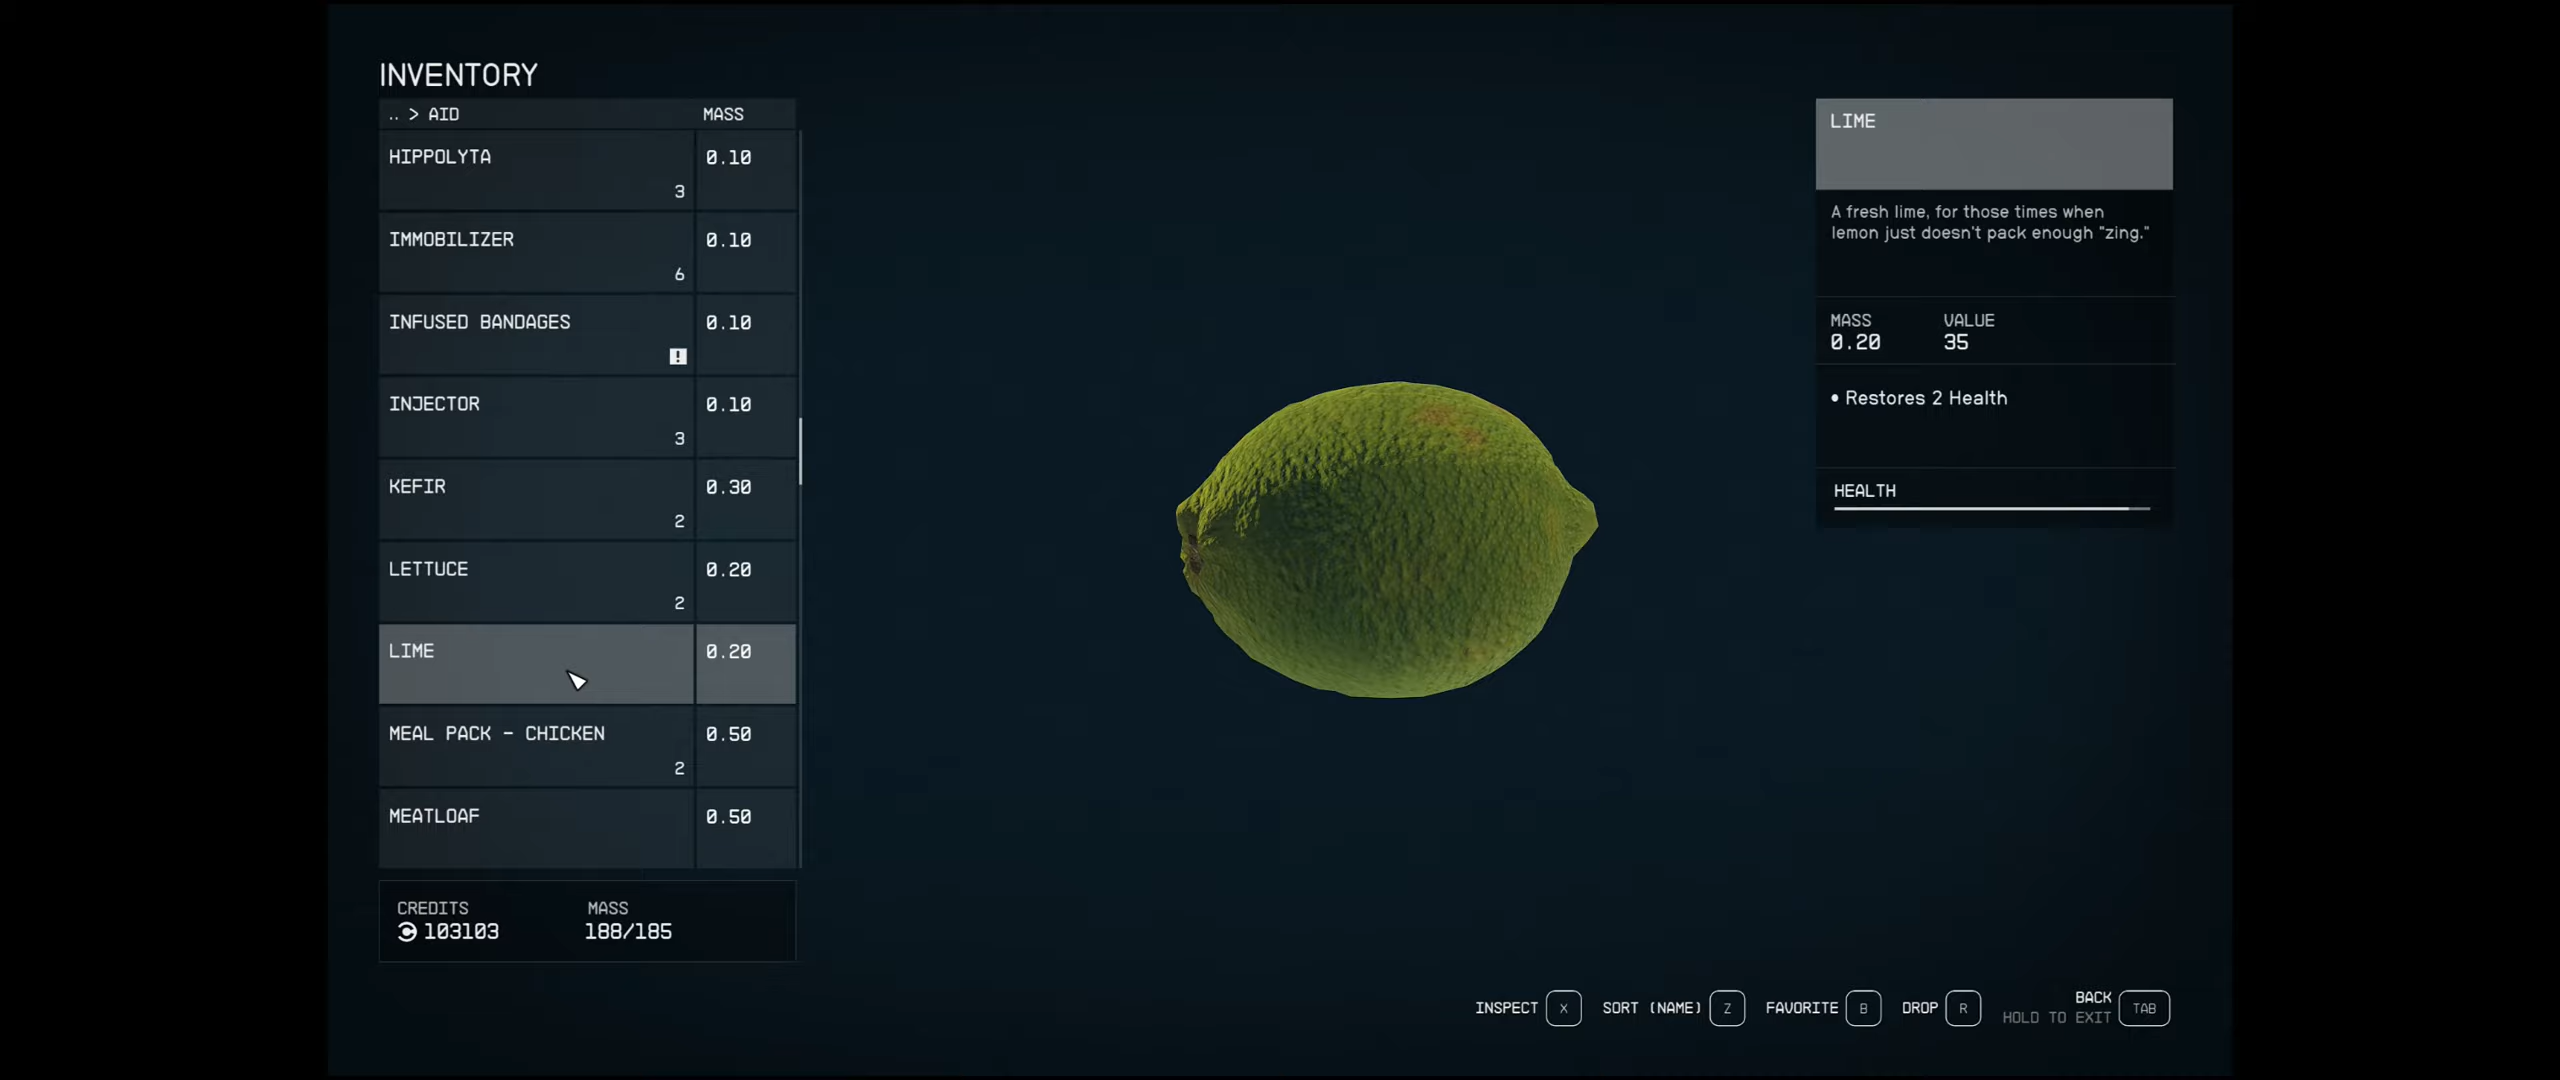 INVENTORY
.. > AID MASS
HIPPOLYTA 0.10
3
IMMOBILIZER 0.10
6
INFUSED BANDAGES 0.10
!
INJECTOR 0.10
3
KEFIR 0.30
2
LETTUCE 0.20
2
LIME 0.20
MEAL PACK - CHICKEN 0.50
2
MEATLOAF 0.50
CREDITS MASS
103103 188/185
LIME
A fresh lime, for those times when
lemon just doesn't pack enough "zing."
MASS VALUE
0.20 35
• Restores 2 Health
HEALTH
INSPECT X SORT (NAME) Z FAVORITE B DROP R BACK TAB
HOLD TO EXIT